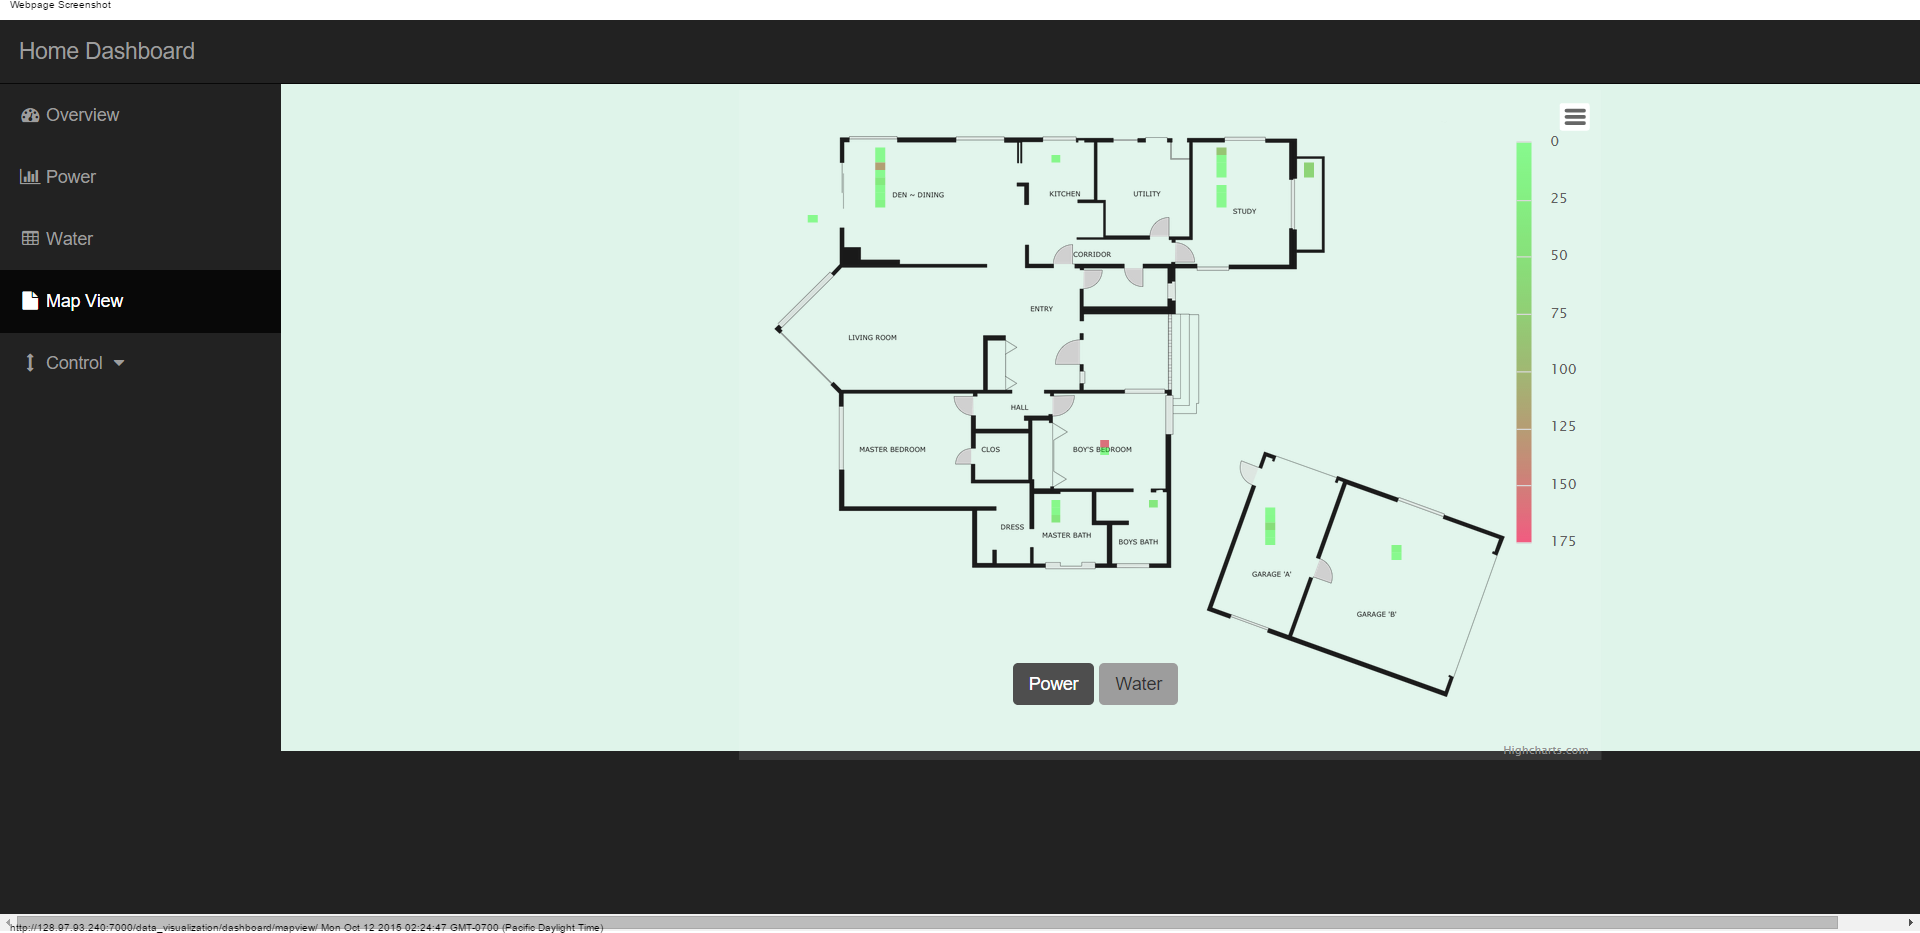 Webpage Screenshot
Home Dashboard
Overview
Power
Water
Map View
Control
DEN ~ DINING
KITCHEN
UTILITY
STUDY
CORRIDOR
ENTRY
LIVING ROOM
HALL
MASTER BEDROOM
CLOS
BOY'S BEDROOM
DRESS
MASTER BATH
BOYS BATH
GARAGE 'A'
GARAGE 'B'
0
25
50
75
100
125
150
175
Power Water
Highcharts.com
http://128.97.93.240:7000/data_visualization/dashboard/mapview/ Mon Oct 12 2015 02:24:47 GMT-0700 (Pacific Daylight Time)